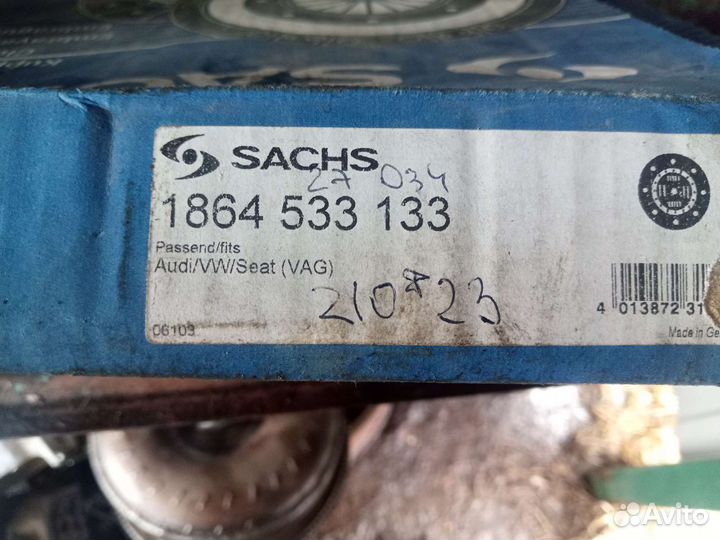 SACHS
27 034
1864 533 133
Passend/fits
Audi/VW/Seat (VAG)
210*23
06103
4 013872 31
Made in Ge
Avito